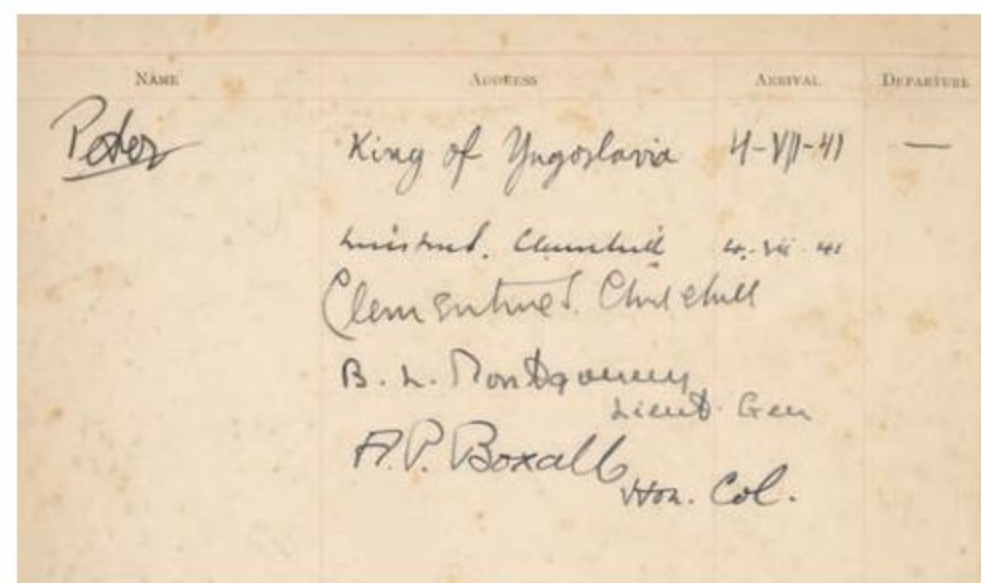 NAME ADDRESS ARRIVAL DEPARTURE
Peter King of Yugoslavia 4-VII-41 —
Winston S. Churchill 4. vii. 41
Clementine S. Churchill
B. L. Montgomery
Lieut. Gen
A.P. Boxall
Hon. Col.